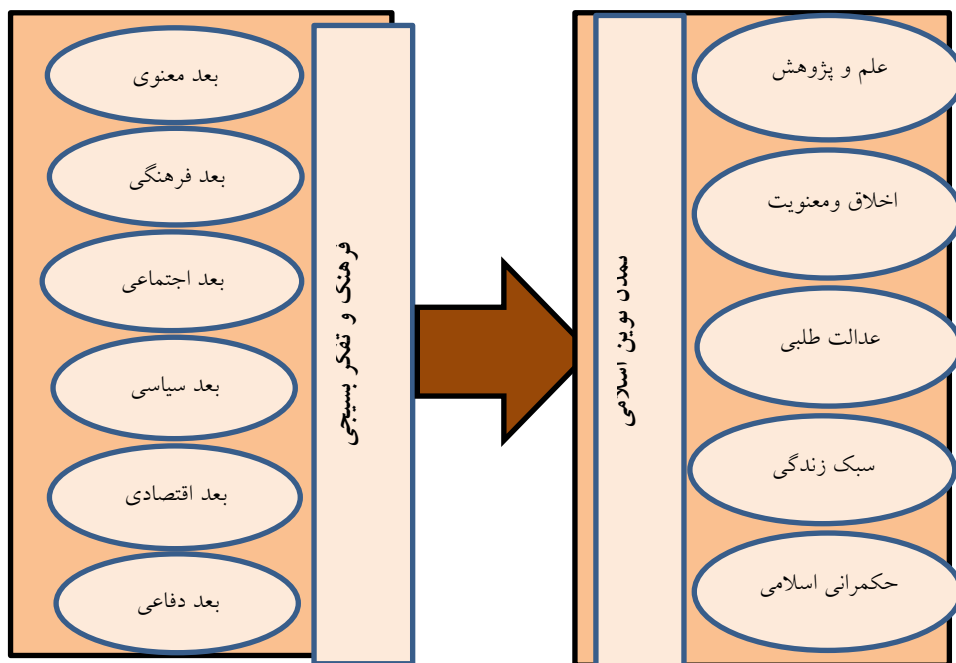 علم و پژوهش
اخلاق ومعنویت
عدالت طلبی
سبک زندگی
حکمرانی اسلامی
تمدن نوین اسلامی
فرهنگ و تفکر بسیجی
بعد معنوی
بعد فرهنگی
بعد اجتماعی
بعد سیاسی
بعد اقتصادی
بعد دفاعی